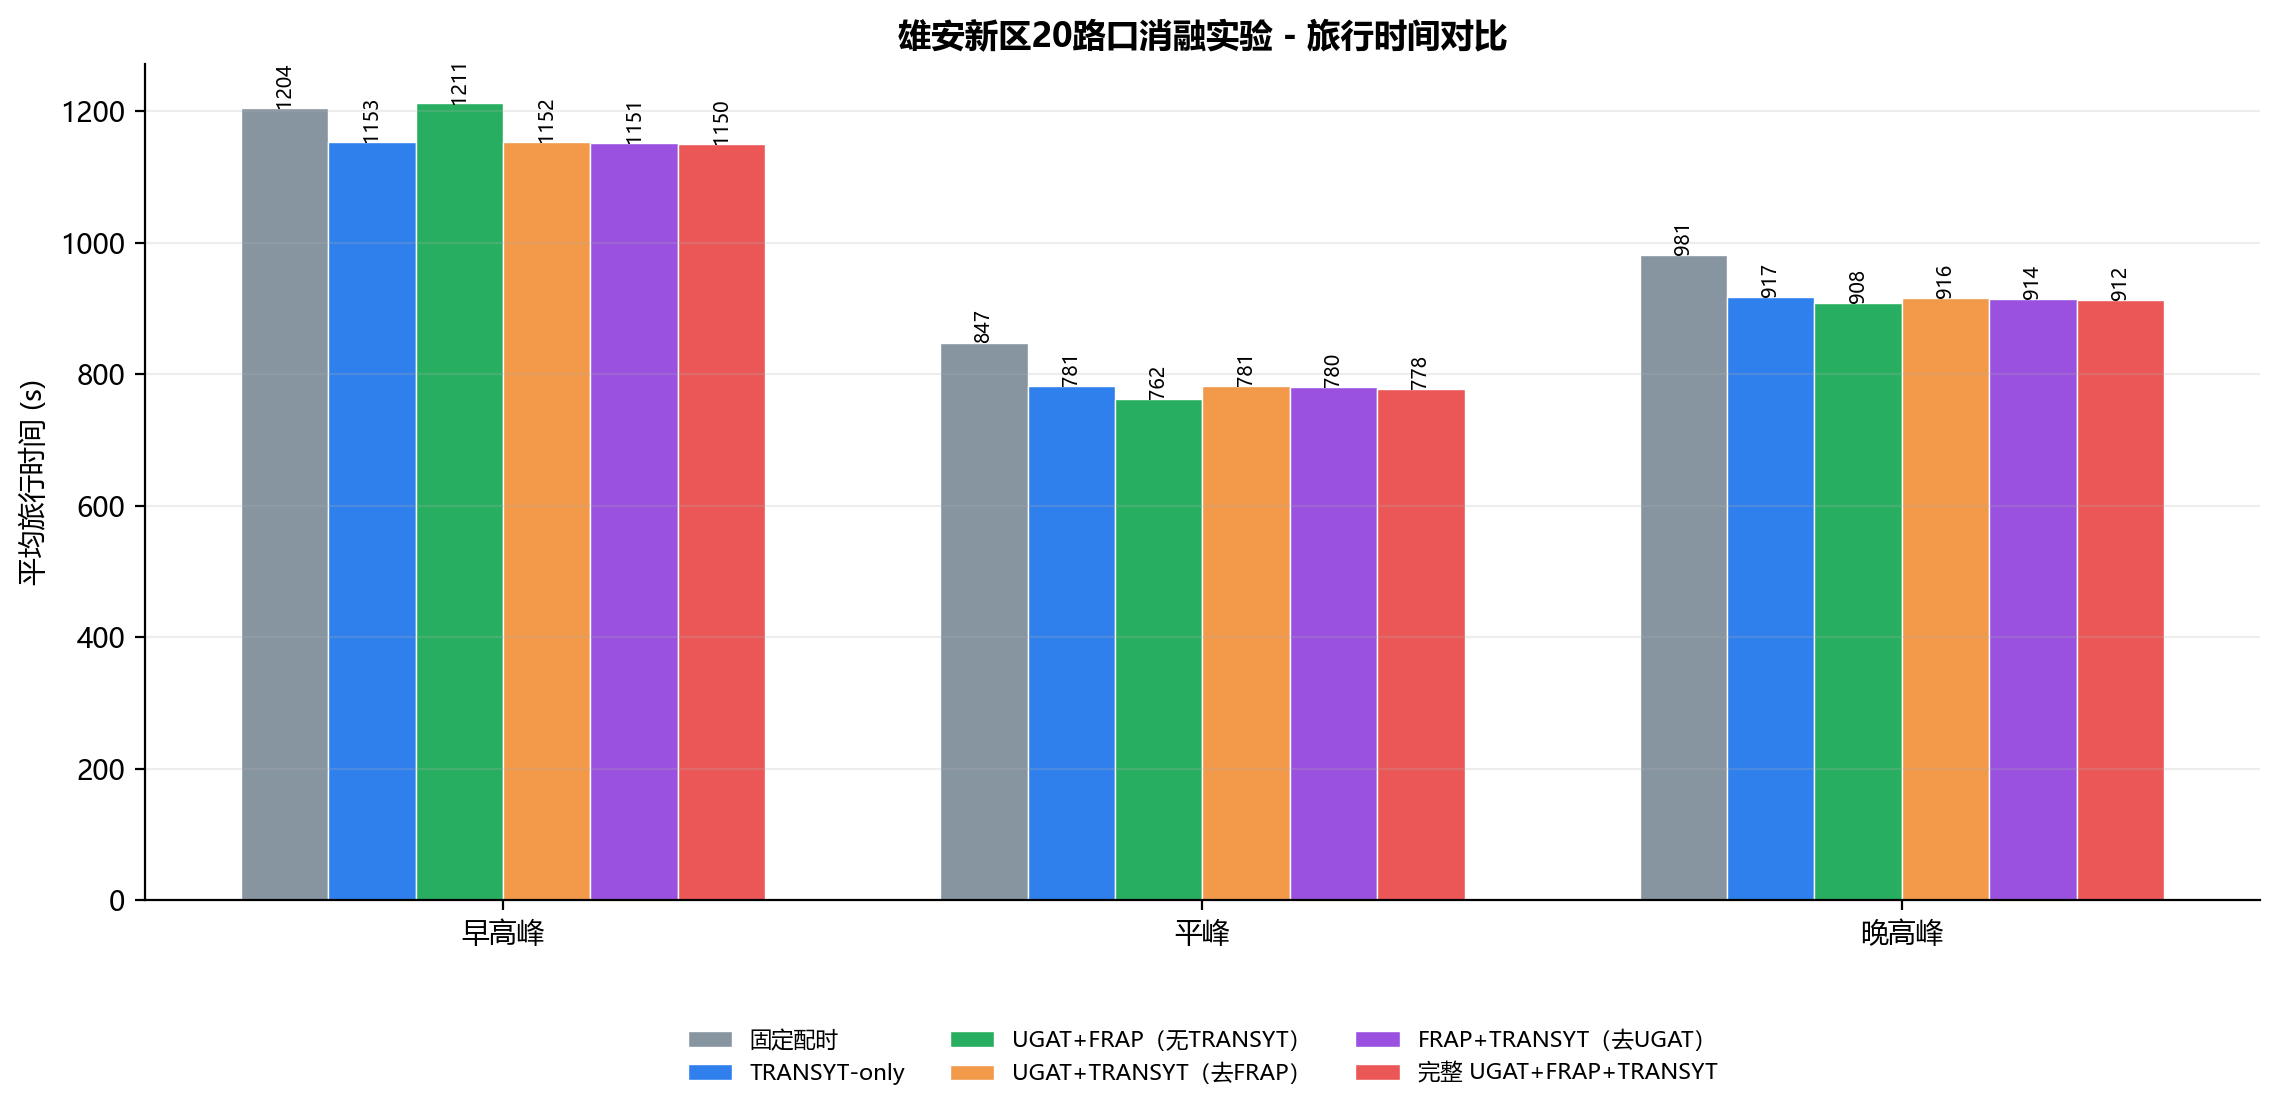 雄安新区20路口消融实验 - 旅行时间对比
平均旅行时间 (s)
1200
1000
800
600
400
200
0
1204
1153
1211
1152
1151
1150
847
781
762
781
780
778
981
917
908
916
914
912
早高峰
平峰
晚高峰
固定配时
TRANSYT-only
UGAT+FRAP（无TRANSYT）
UGAT+TRANSYT（去FRAP）
FRAP+TRANSYT（去UGAT）
完整 UGAT+FRAP+TRANSYT